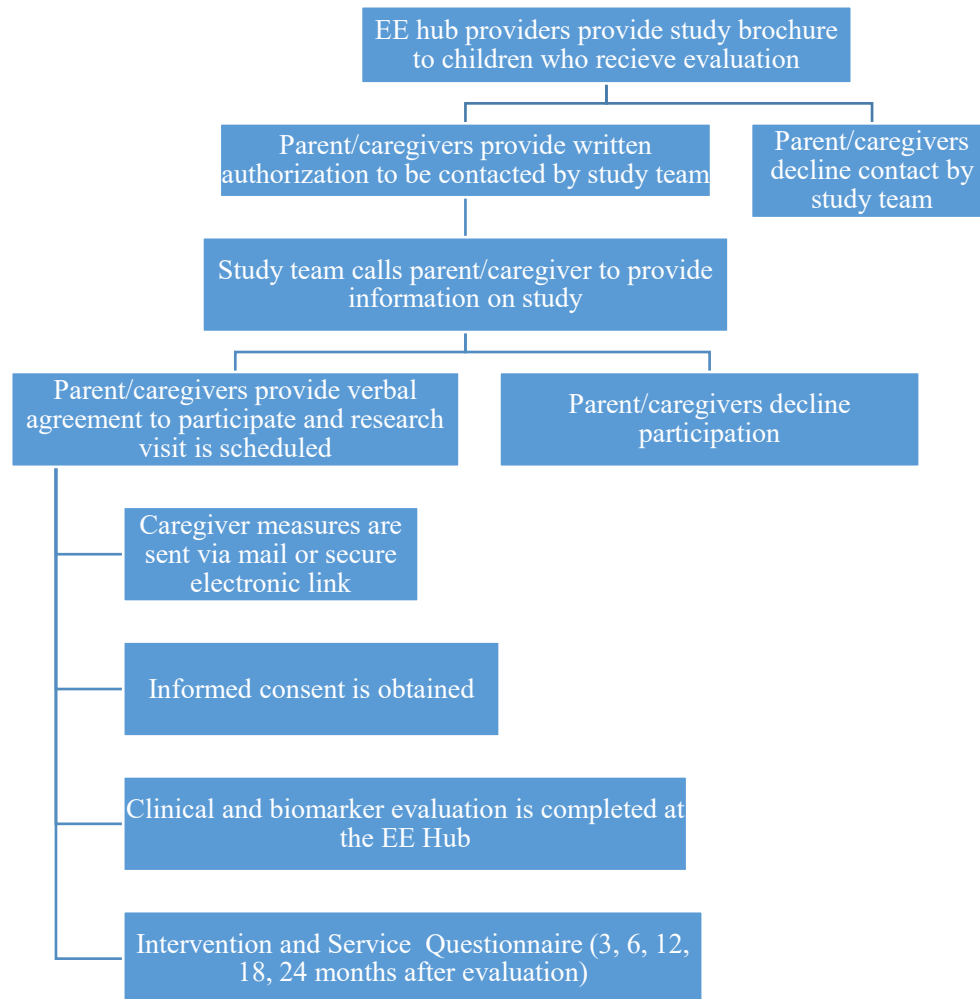 EE hub providers provide study brochure
to children who recieve evaluation
Parent/caregivers provide written
authorization to be contacted by study team
Parent/caregivers
decline contact by
study team
Study team calls parent/caregiver to provide
information on study
Parent/caregivers provide verbal
agreement to participate and research
visit is scheduled
Parent/caregivers decline
participation
Caregiver measures are
sent via mail or secure
electronic link
Informed consent is obtained
Clinical and biomarker evaluation is completed at
the EE Hub
Intervention and Service  Questionnaire (3, 6, 12,
18, 24 months after evaluation)